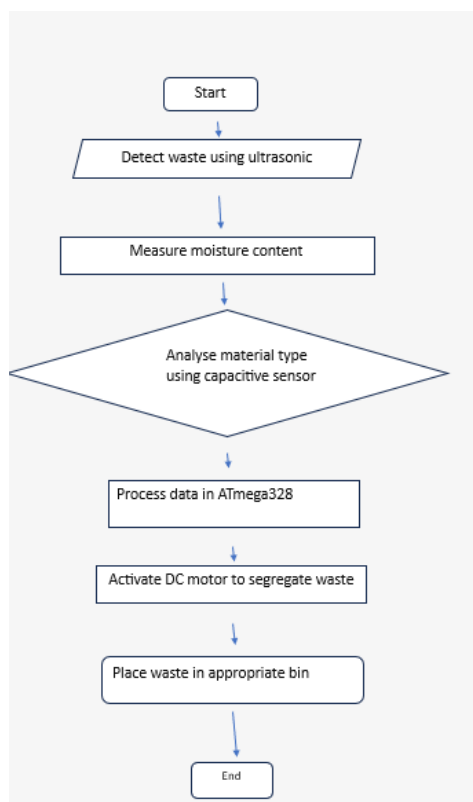 Start
Detect waste using ultrasonic
Measure moisture content
Analyse material type
using capacitive sensor
Process data in ATmega328
Activate DC motor to segregate waste
Place waste in appropriate bin
End